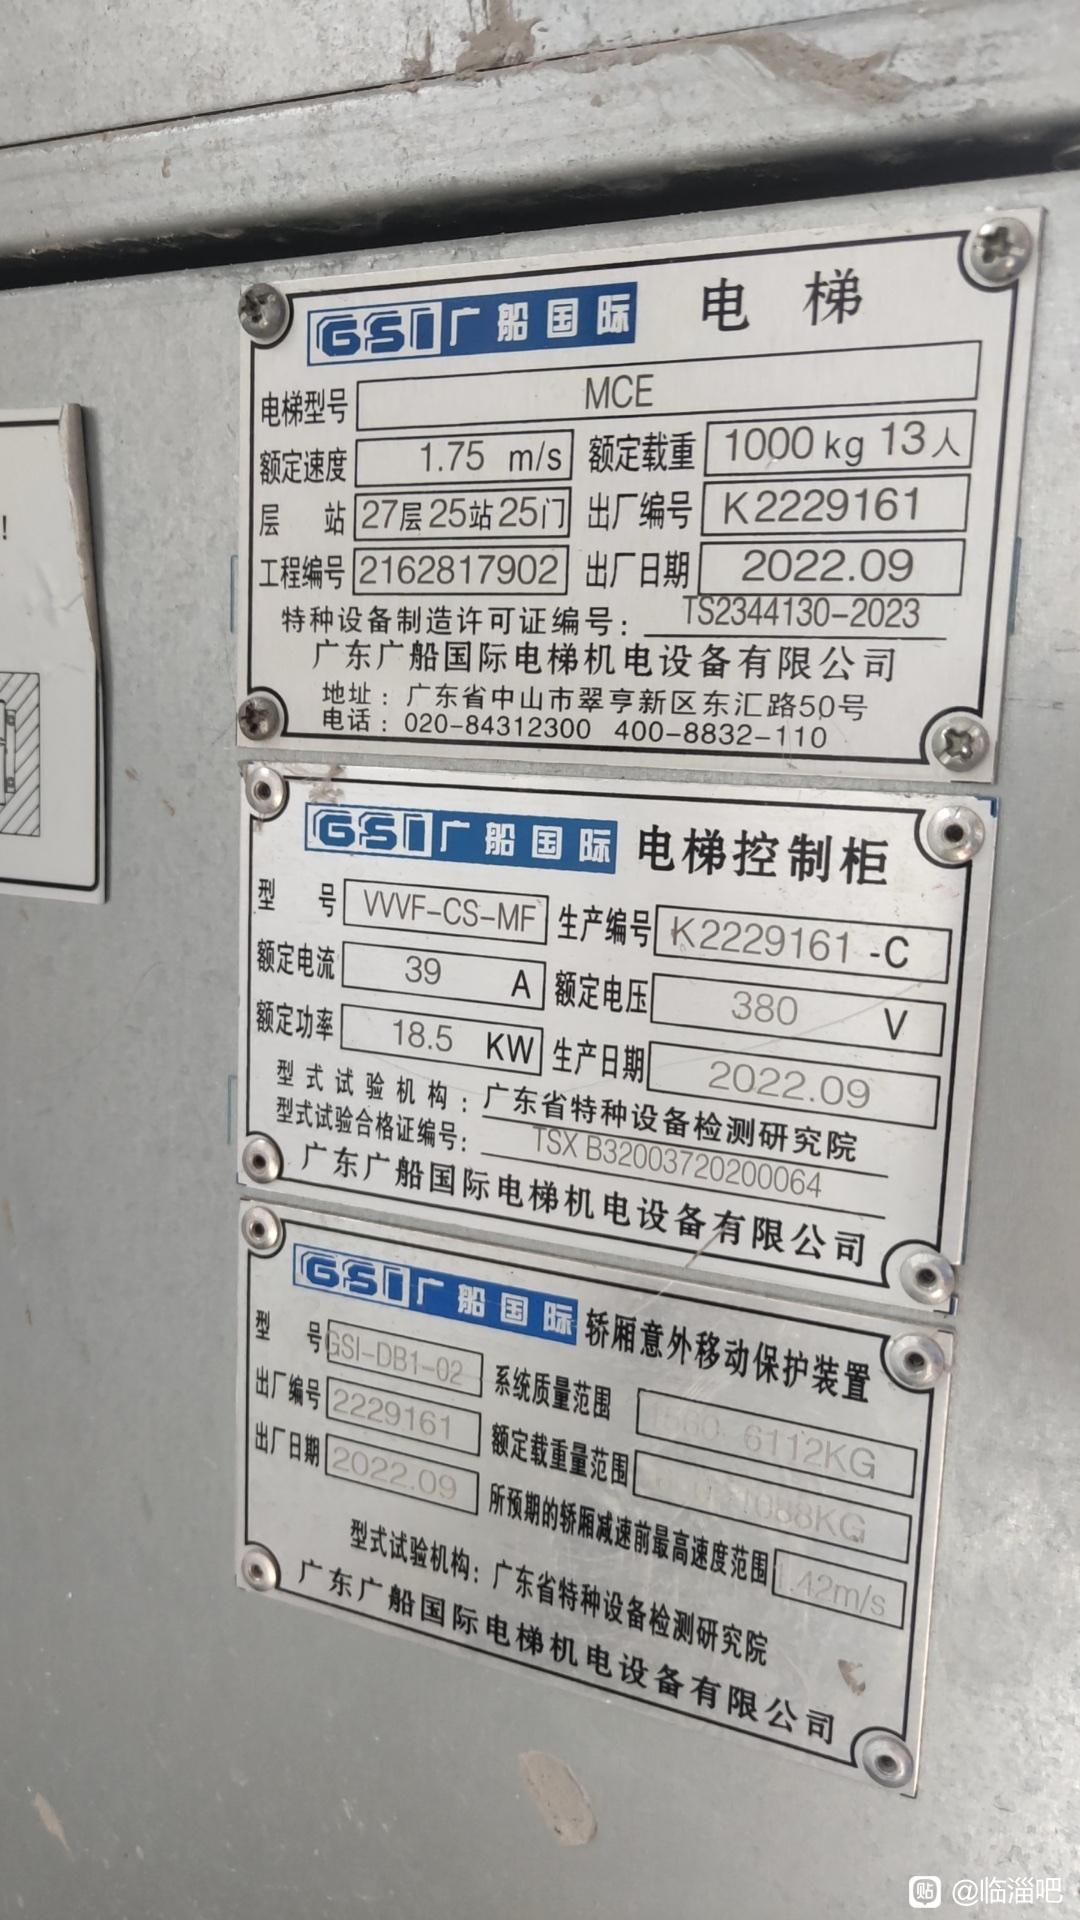 !
GSI 广船国际 电梯
电梯型号 MCE
额定速度 1.75 m/s 额定载重 1000kg 13人
层站 27层25站25门 出厂编号 K2229161
工程编号 2162817902 出厂日期 2022.09
特种设备制造许可证编号: TS2344130-2023
广东广船国际电梯机电设备有限公司
地址: 广东省中山市翠亨新区东汇路50号
电话: 020-84312300 400-8832-110
GSI 广船国际 电梯控制柜
型号 VVVF-CS-MF 生产编号 K2229161-C
额定电流 39 A 额定电压 380 V
额定功率 18.5 KW 生产日期 2022.09
型式试验机构: 广东省特种设备检测研究院
型式试验合格证编号: TSX B32003720200064
广东广船国际电梯机电设备有限公司
GSI 广船国际 轿厢意外移动保护装置
型号 GSI-DB1-02 系统质量范围 6112KG
出厂编号 2229161 额定载重量范围
出厂日期 2022.09 所预期的轿厢减速前最高速度范围 1.42m/s
型式试验机构: 广东省特种设备检测研究院
广东广船国际电梯机电设备有限公司
贴 @临淄吧